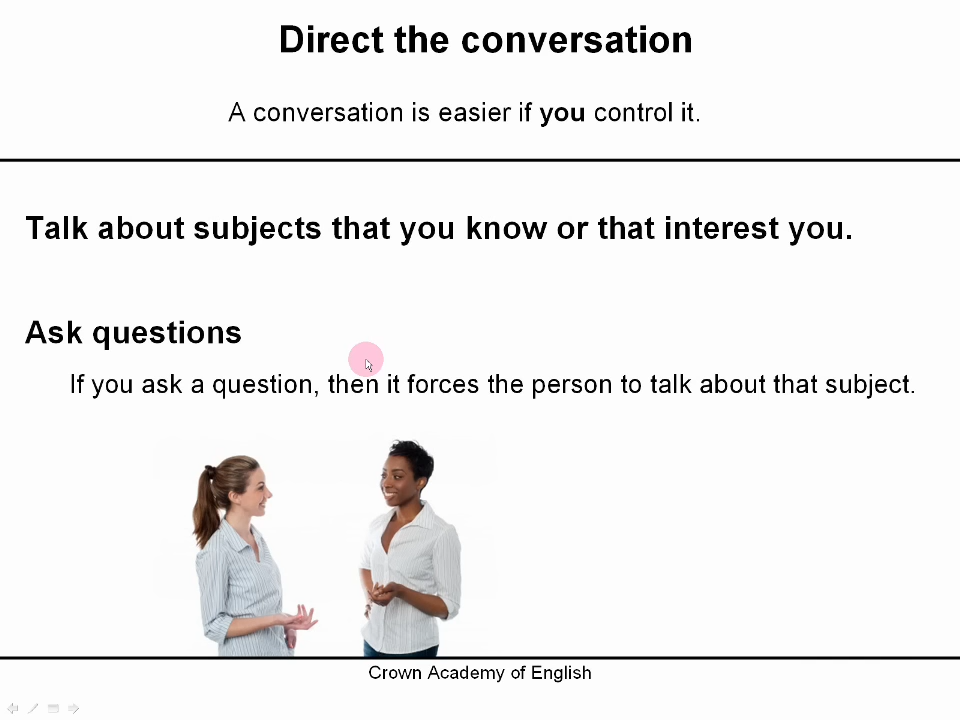 Direct the conversation
A conversation is easier if you control it.
Talk about subjects that you know or that interest you.
Ask questions
If you ask a question, then it forces the person to talk about that subject.
Crown Academy of English